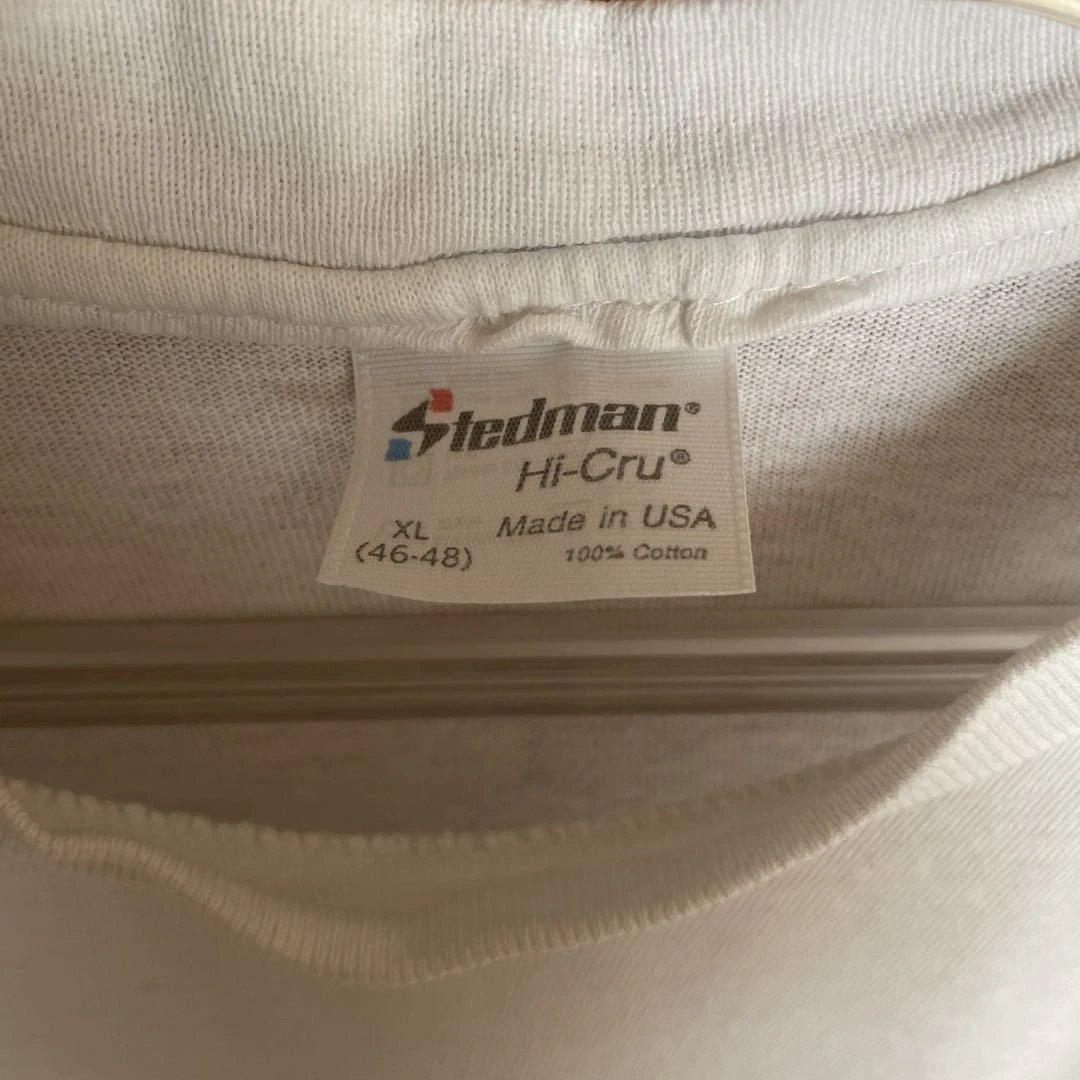 Stedman®
Hi-Cru®
XL
(46-48)
Made in USA
100% Cotton